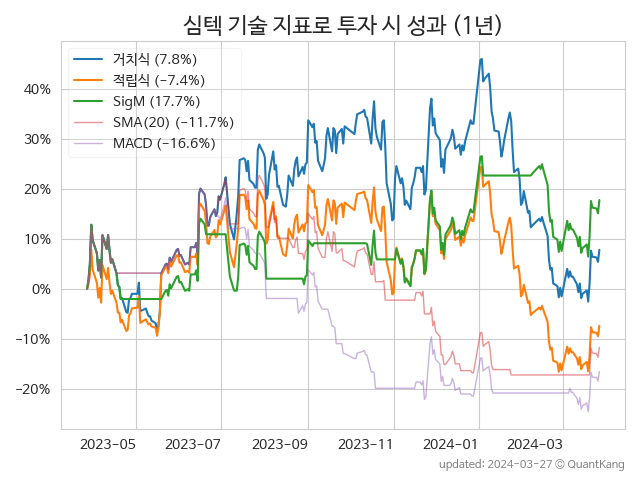 심텍 기술 지표로 투자 시 성과 (1년)
거치식 (7.8%)
적립식 (−7.4%)
SigM (17.7%)
SMA(20) (−11.7%)
MACD (−16.6%)
40%
30%
20%
10%
0%
−10%
−20%
2023-05
2023-07
2023-09
2023-11
2024-01
2024-03
updated: 2024-03-27 © QuantKang